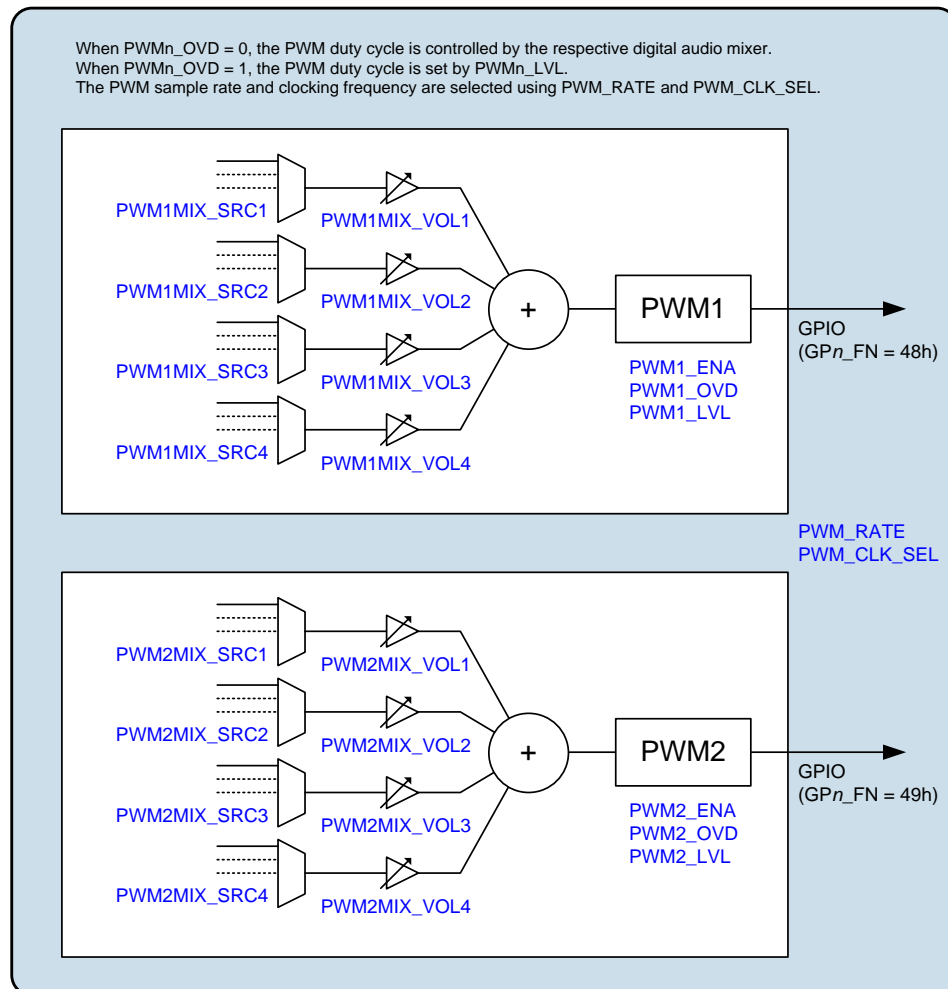 When PWMn_OVD = 0, the PWM duty cycle is controlled by the respective digital audio mixer.
When PWMn_OVD = 1, the PWM duty cycle is set by PWMn_LVL.
The PWM sample rate and clocking frequency are selected using PWM_RATE and PWM_CLK_SEL.
PWM1MIX_SRC1
PWM1MIX_VOL1
PWM1MIX_SRC2
PWM1MIX_VOL2
PWM1MIX_SRC3
PWM1MIX_VOL3
PWM1MIX_SRC4
PWM1MIX_VOL4
+
PWM1
PWM1_ENA
PWM1_OVD
PWM1_LVL
GPIO
(GPn_FN = 48h)
PWM_RATE
PWM_CLK_SEL
PWM2MIX_SRC1
PWM2MIX_VOL1
PWM2MIX_SRC2
PWM2MIX_VOL2
PWM2MIX_SRC3
PWM2MIX_VOL3
PWM2MIX_SRC4
PWM2MIX_VOL4
+
PWM2
PWM2_ENA
PWM2_OVD
PWM2_LVL
GPIO
(GPn_FN = 49h)